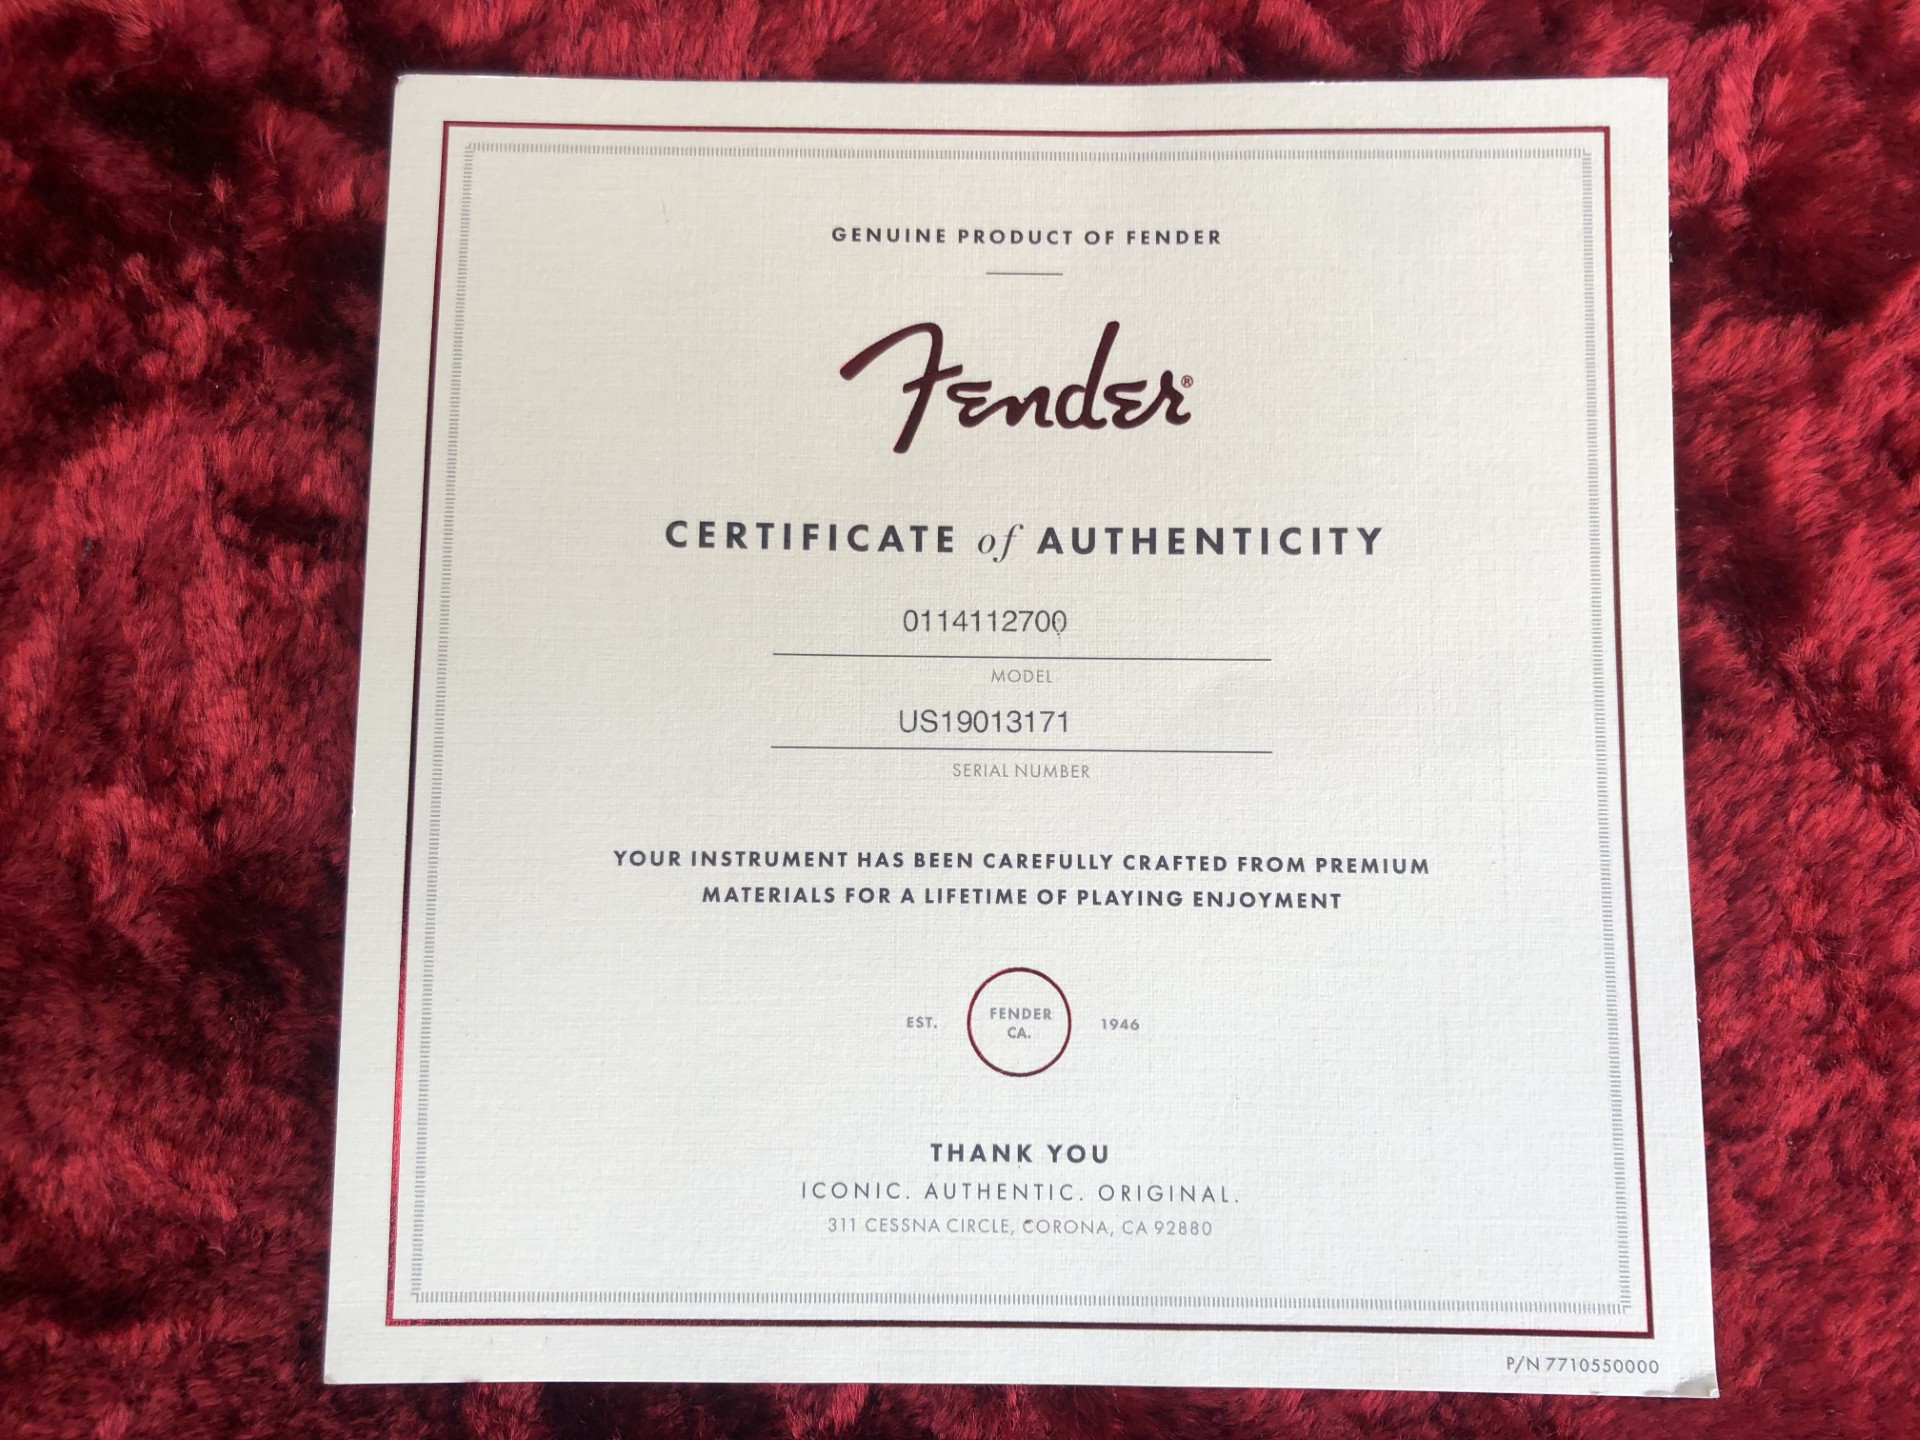 GENUINE PRODUCT OF FENDER
Fender®
CERTIFICATE of AUTHENTICITY
0114112700
MODEL
US19013171
SERIAL NUMBER
YOUR INSTRUMENT HAS BEEN CAREFULLY CRAFTED FROM PREMIUM
MATERIALS FOR A LIFETIME OF PLAYING ENJOYMENT
EST. FENDER CA. 1946
THANK YOU
ICONIC. AUTHENTIC. ORIGINAL.
311 CESSNA CIRCLE, CORONA, CA 92880
P/N 7710550000